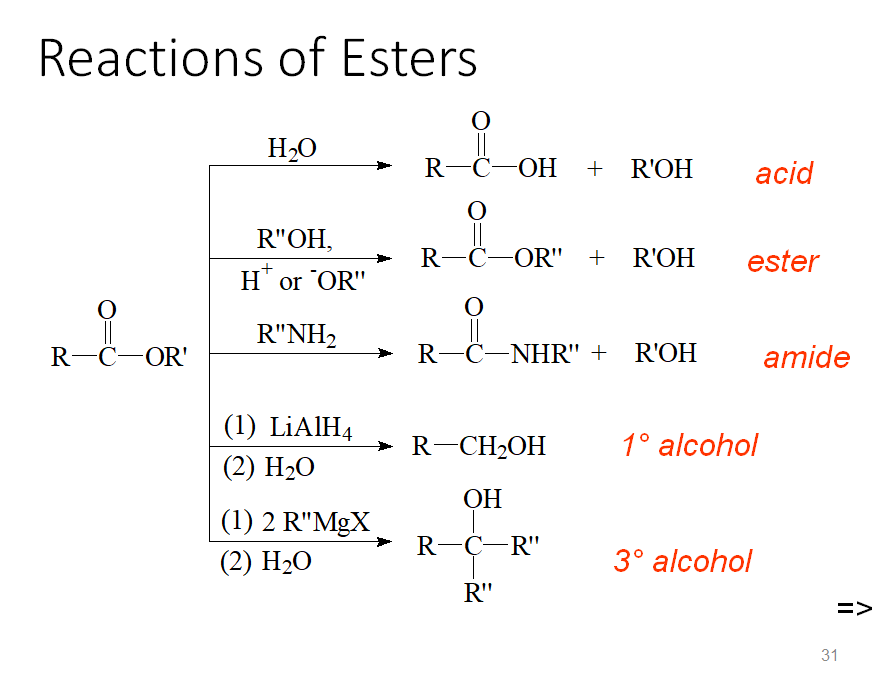 Reactions of Esters
H2O
O
R—C—OH + R'OH acid
R"OH,
H+ or -OR"
O
R—C—OR" + R'OH ester
O
R—C—OR'
R"NH2
O
R—C—NHR" + R'OH amide
(1) LiAlH4
(2) H2O
R—CH2OH 1° alcohol
(1) 2 R"MgX
(2) H2O
OH
R—C—R" 3° alcohol
R"
=>
31